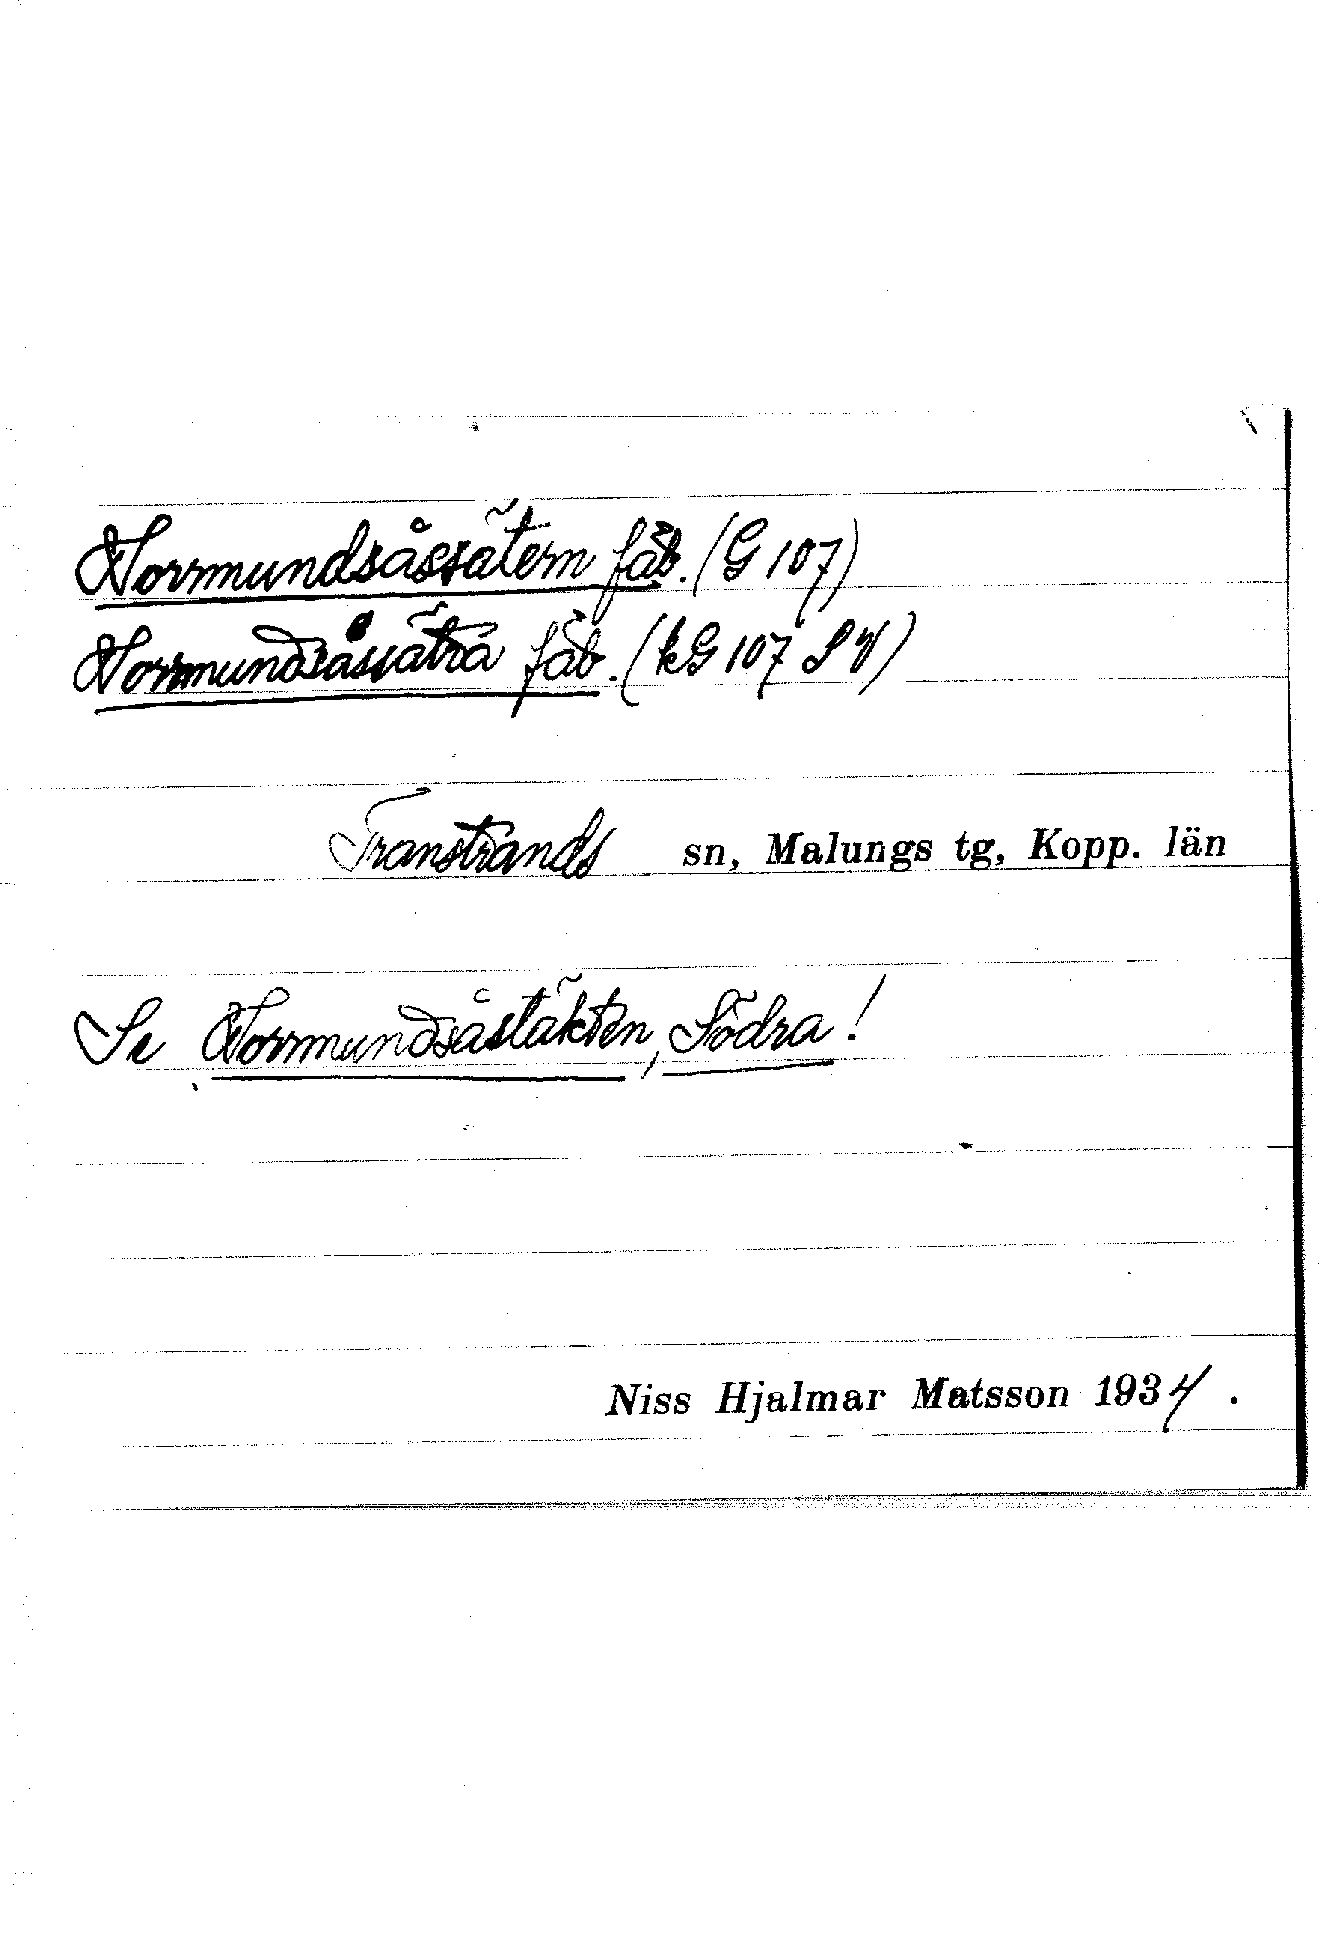 Hormundsåssätern fäb. (G 107)
Hormundsåssätra fäb. (kG 107 S V)
Transtrands sn, Malungs tg, Kopp. län
Se Hormundsåstäkten, Södra!
Niss Hjalmar Matsson 1934.